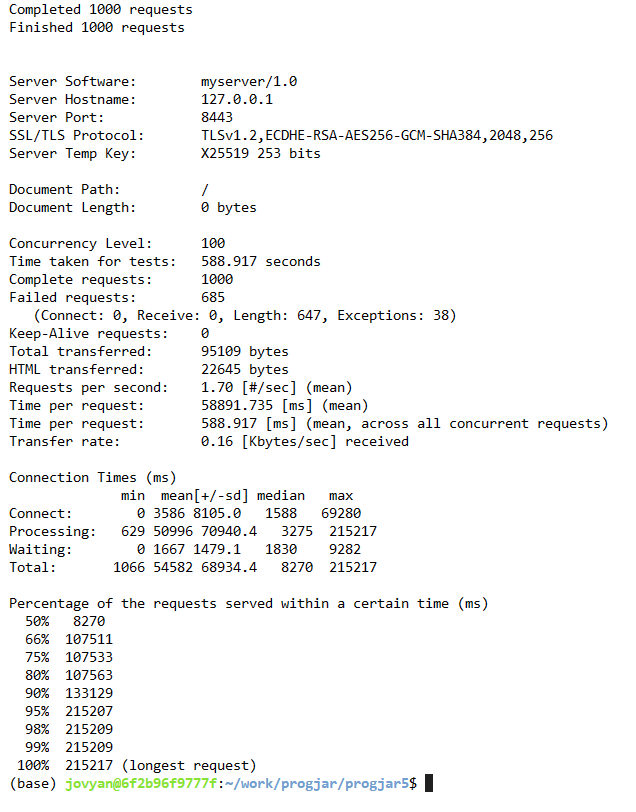 Completed 1000 requests
Finished 1000 requests
Server Software: myserver/1.0
Server Hostname: 127.0.0.1
Server Port: 8443
SSL/TLS Protocol: TLSv1.2,ECDHE-RSA-AES256-GCM-SHA384,2048,256
Server Temp Key: X25519 253 bits
Document Path: /
Document Length: 0 bytes
Concurrency Level: 100
Time taken for tests: 588.917 seconds
Complete requests: 1000
Failed requests: 685
(Connect: 0, Receive: 0, Length: 647, Exceptions: 38)
Keep-Alive requests: 0
Total transferred: 95109 bytes
HTML transferred: 22645 bytes
Requests per second: 1.70 [#/sec] (mean)
Time per request: 58891.735 [ms] (mean)
Time per request: 588.917 [ms] (mean, across all concurrent requests)
Transfer rate: 0.16 [Kbytes/sec] received
Connection Times (ms)
min mean[+/-sd] median max
Connect: 0 3586 8105.0 1588 69280
Processing: 629 50996 70940.4 3275 215217
Waiting: 0 1667 1479.1 1830 9282
Total: 1066 54582 68934.4 8270 215217
Percentage of the requests served within a certain time (ms)
50% 8270
66% 107511
75% 107533
80% 107563
90% 133129
95% 215207
98% 215209
99% 215209
100% 215217 (longest request)
(base) jovyan@6f2b96f9777f:~/work/progjar/progjar5$